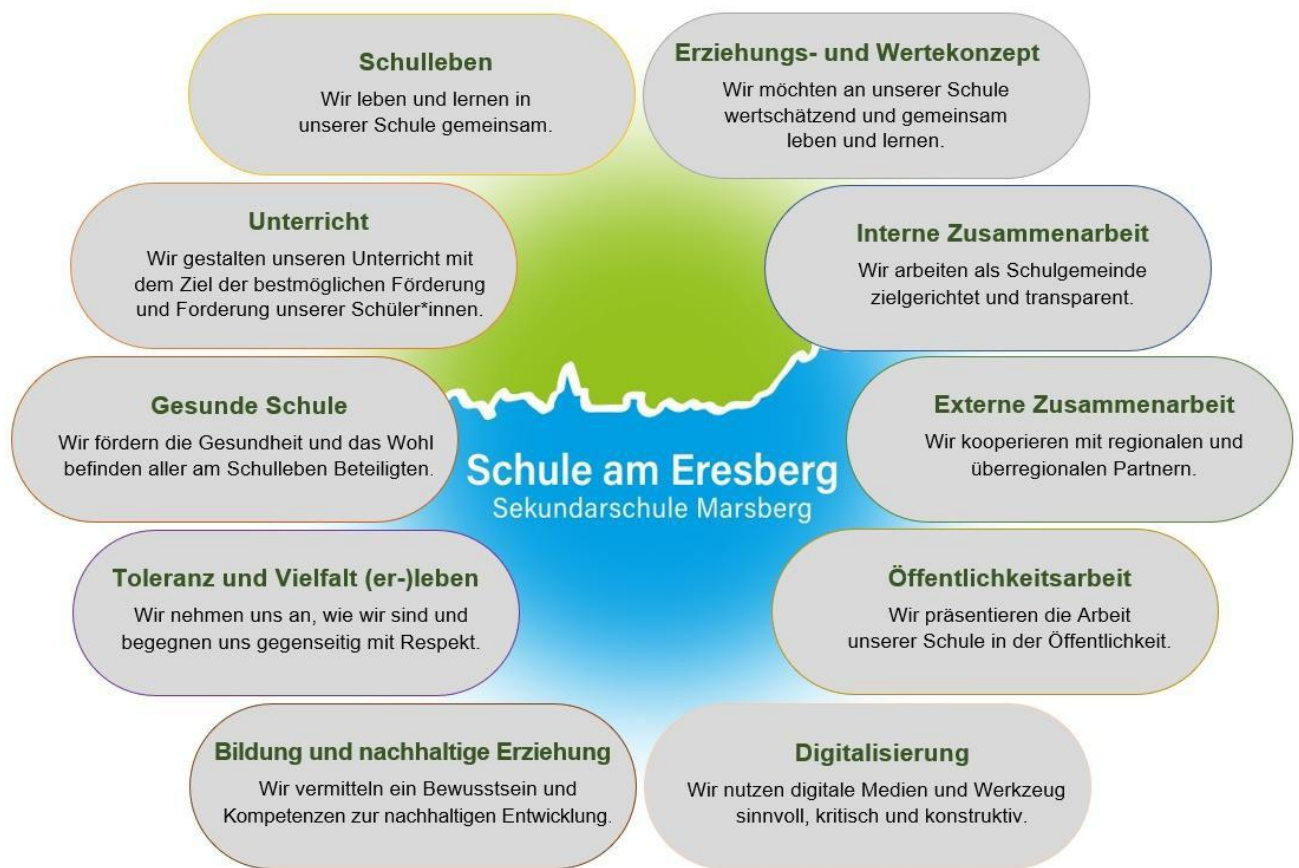 Schulleben
Wir leben und lernen in
unserer Schule gemeinsam.
Erziehungs- und Wertekonzept
Wir möchten an unserer Schule
wertschätzend und gemeinsam
leben und lernen.
Unterricht
Wir gestalten unseren Unterricht mit
dem Ziel der bestmöglichen Förderung
und Forderung unserer Schüler*innen.
Interne Zusammenarbeit
Wir arbeiten als Schulgemeinde
zielgerichtet und transparent.
Gesunde Schule
Wir fördern die Gesundheit und das Wohl
befinden aller am Schulleben Beteiligten.
Externe Zusammenarbeit
Wir kooperieren mit regionalen und
überregionalen Partnern.
Schule am Eresberg
Sekundarschule Marsberg
Toleranz und Vielfalt (er-)leben
Wir nehmen uns an, wie wir sind und
begegnen uns gegenseitig mit Respekt.
Öffentlichkeitsarbeit
Wir präsentieren die Arbeit
unserer Schule in der Öffentlichkeit.
Bildung und nachhaltige Erziehung
Wir vermitteln ein Bewusstsein und
Kompetenzen zur nachhaltigen Entwicklung.
Digitalisierung
Wir nutzen digitale Medien und Werkzeug
sinnvoll, kritisch und konstruktiv.